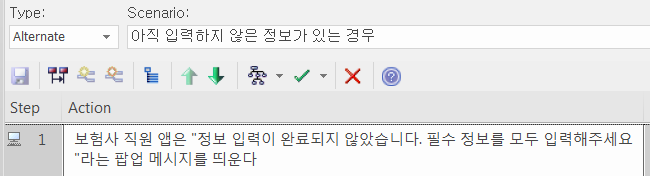 Type: Scenario:
Alternate 아직 입력하지 않은 정보가 있는 경우
Step Action
1 보험사 직원 앱은 "정보 입력이 완료되지 않았습니다. 필수 정보를 모두 입력해주세요
"라는 팝업 메시지를 띄운다